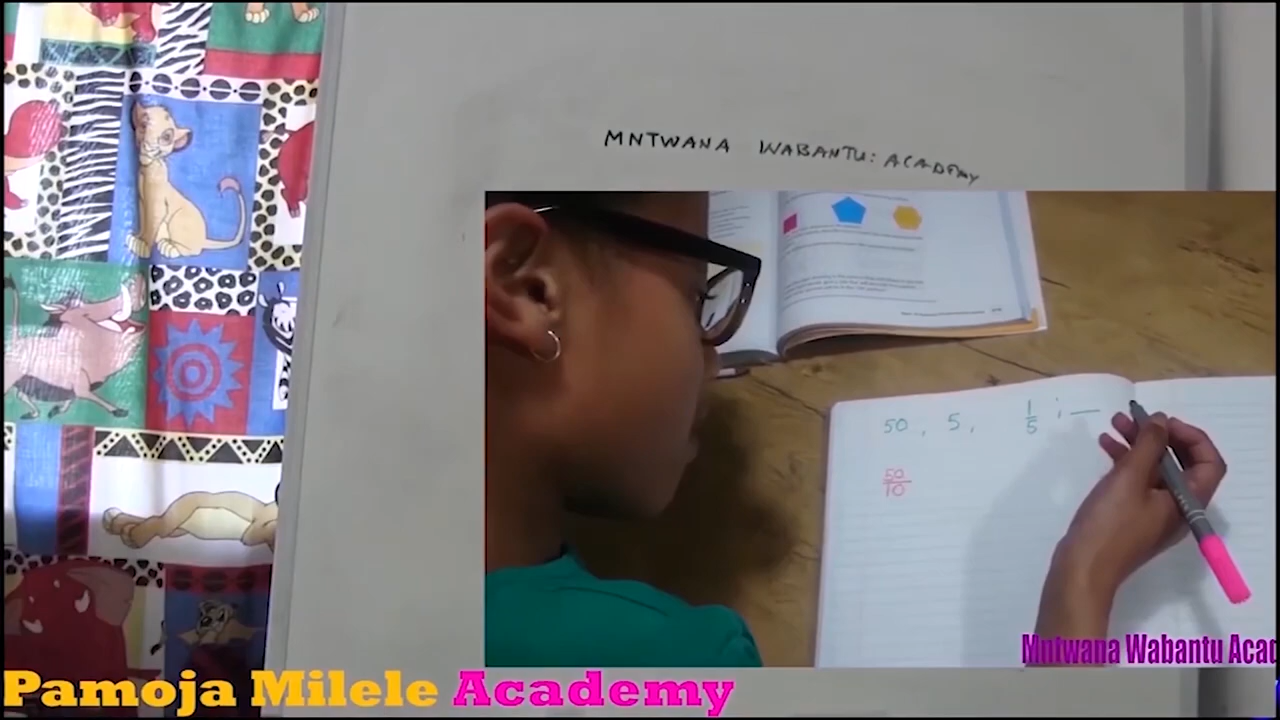 MNTWANA WABANTU: ACADEMY
50 , 5 , 1/5 ; —
50/10
Mntwana Wabantu Acad
Pamoja Milele Academy